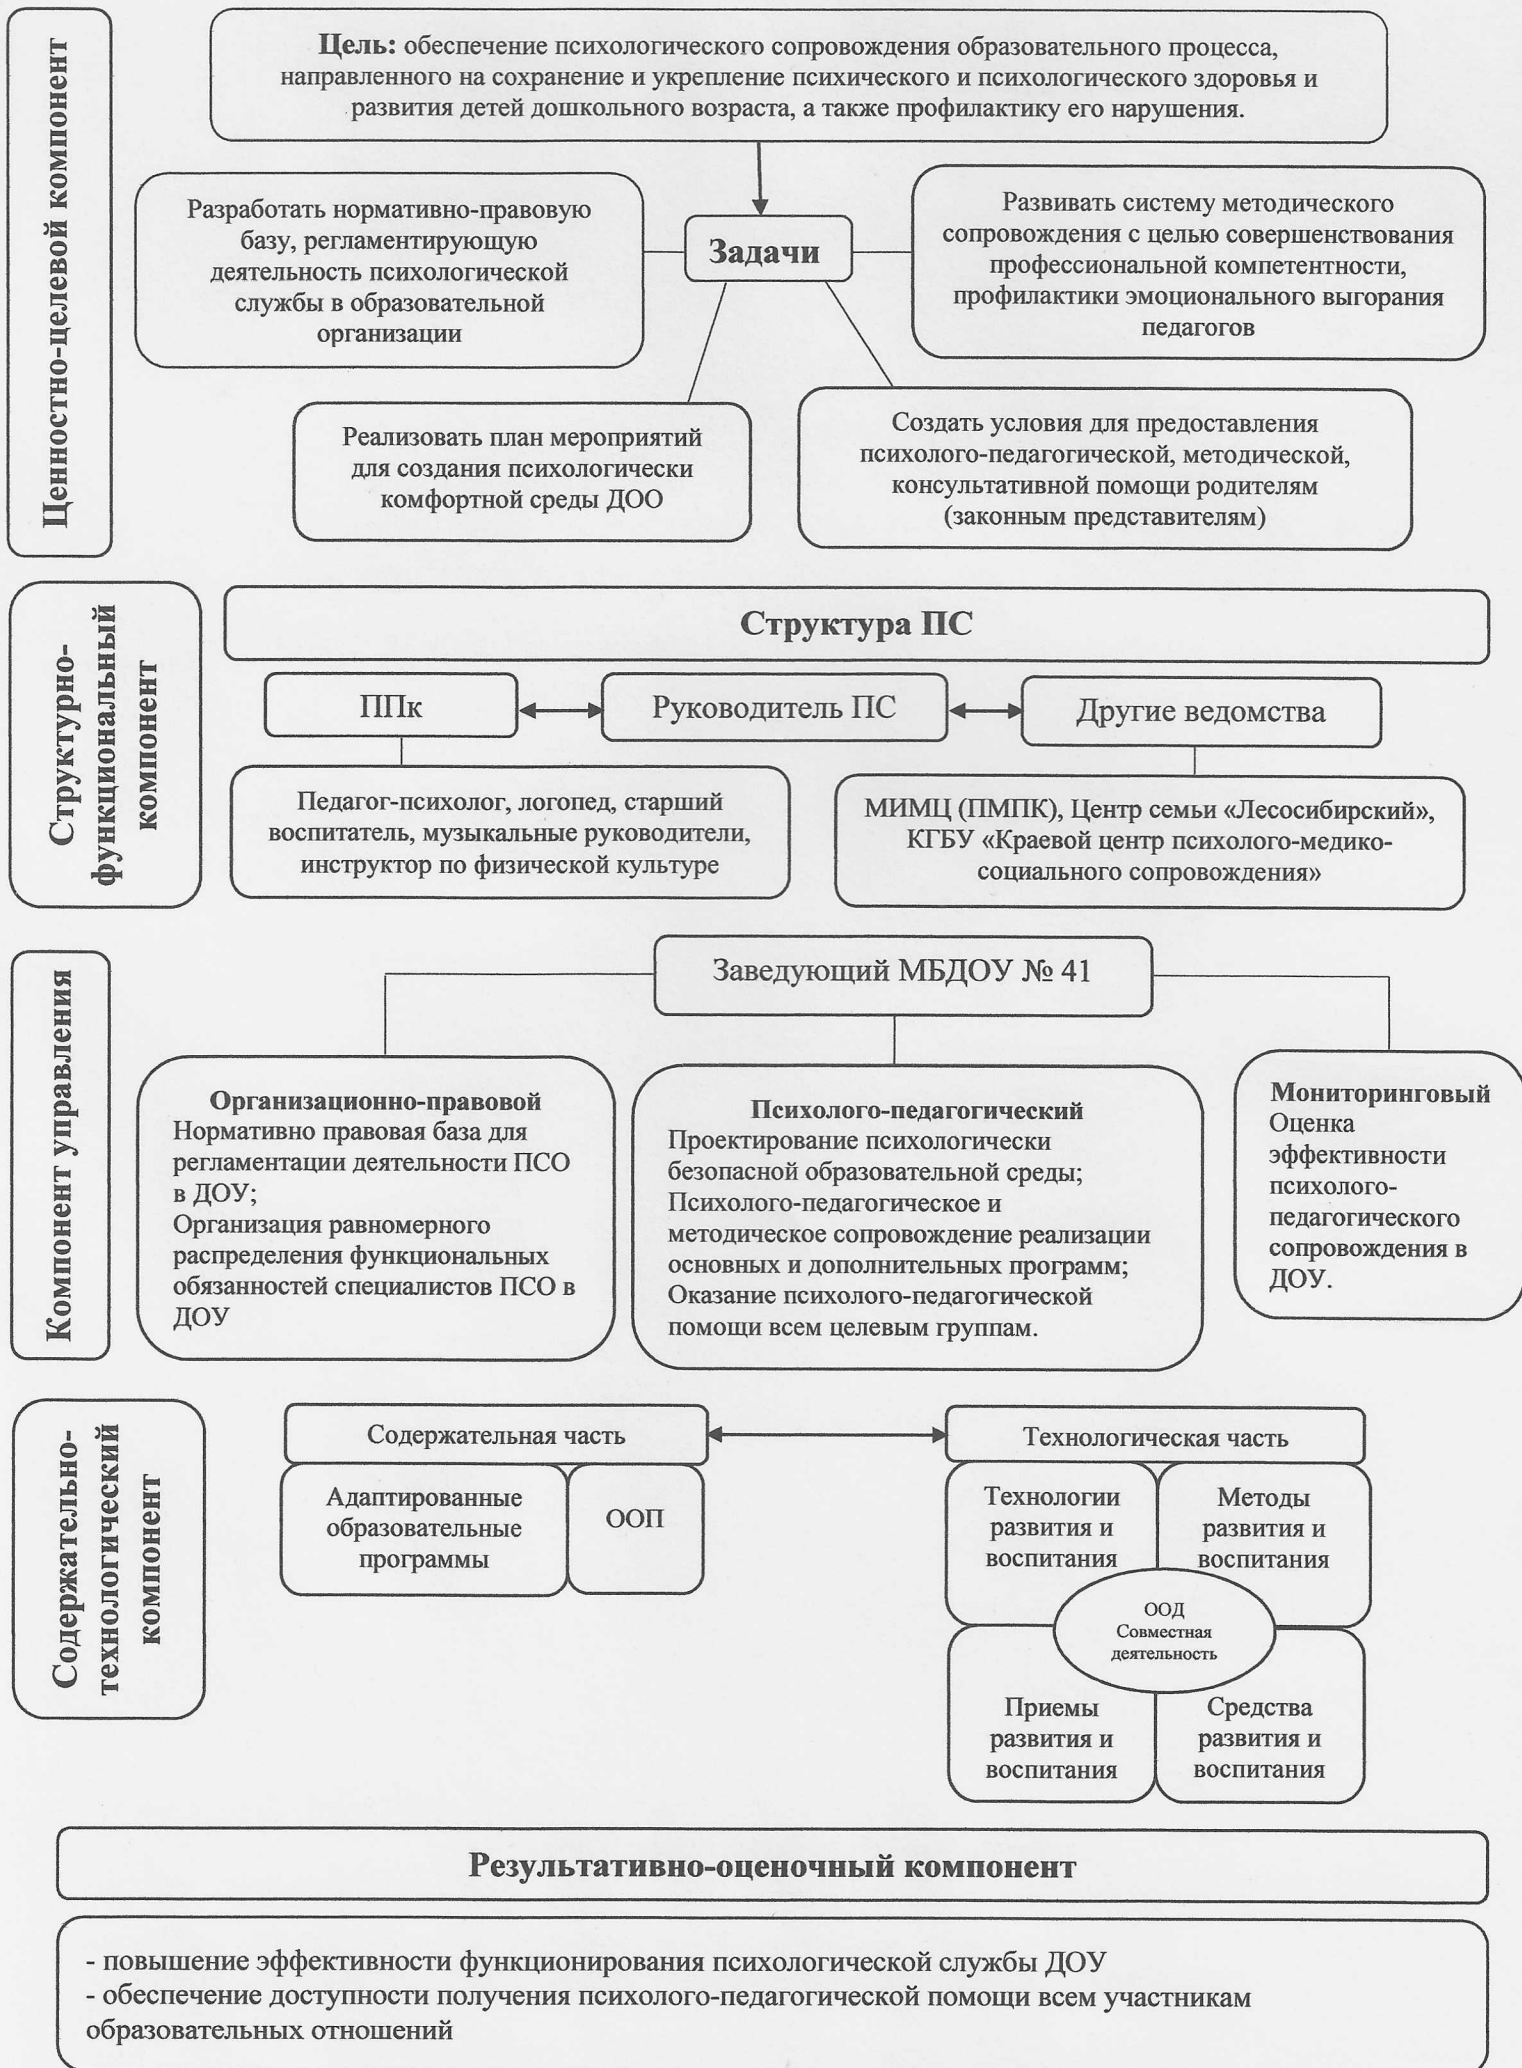 Ценностно-целевой компонент
Цель: обеспечение психологического сопровождения образовательного процесса,
направленного на сохранение и укрепление психического и психологического здоровья и
развития детей дошкольного возраста, а также профилактику его нарушения.
Разработать нормативно-правовую
базу, регламентирующую
деятельность психологической
службы в образовательной
организации
Задачи
Развивать систему методического
сопровождения с целью совершенствования
профессиональной компетентности,
профилактики эмоционального выгорания
педагогов
Реализовать план мероприятий
для создания психологически
комфортной среды ДОО
Создать условия для предоставления
психолого-педагогической, методической,
консультативной помощи родителям
(законным представителям)
Структурно-
функциональный
компонент
Структура ПС
ППк
Руководитель ПС
Другие ведомства
Педагог-психолог, логопед, старший
воспитатель, музыкальные руководители,
инструктор по физической культуре
МИМЦ (ПМПК), Центр семьи «Лесосибирский»,
КГБУ «Краевой центр психолого-медико-
социального сопровождения»
Компонент управления
Заведующий МБДОУ № 41
Организационно-правовой
Нормативно правовая база для
регламентации деятельности ПСО
в ДОУ;
Организация равномерного
распределения функциональных
обязанностей специалистов ПСО в
ДОУ
Психолого-педагогический
Проектирование психологически
безопасной образовательной среды;
Психолого-педагогическое и
методическое сопровождение реализации
основных и дополнительных программ;
Оказание психолого-педагогической
помощи всем целевым группам.
Мониторинговый
Оценка
эффективности
психолого-
педагогического
сопровождения в
ДОУ.
Содержательно-
технологический
компонент
Содержательная часть
Адаптированные
образовательные
программы
ООП
Технологическая часть
Технологии
развития и
воспитания
Методы
развития и
воспитания
ООД
Совместная
деятельность
Приемы
развития и
воспитания
Средства
развития и
воспитания
Результативно-оценочный компонент
- повышение эффективности функционирования психологической службы ДОУ
- обеспечение доступности получения психолого-педагогической помощи всем участникам
образовательных отношений